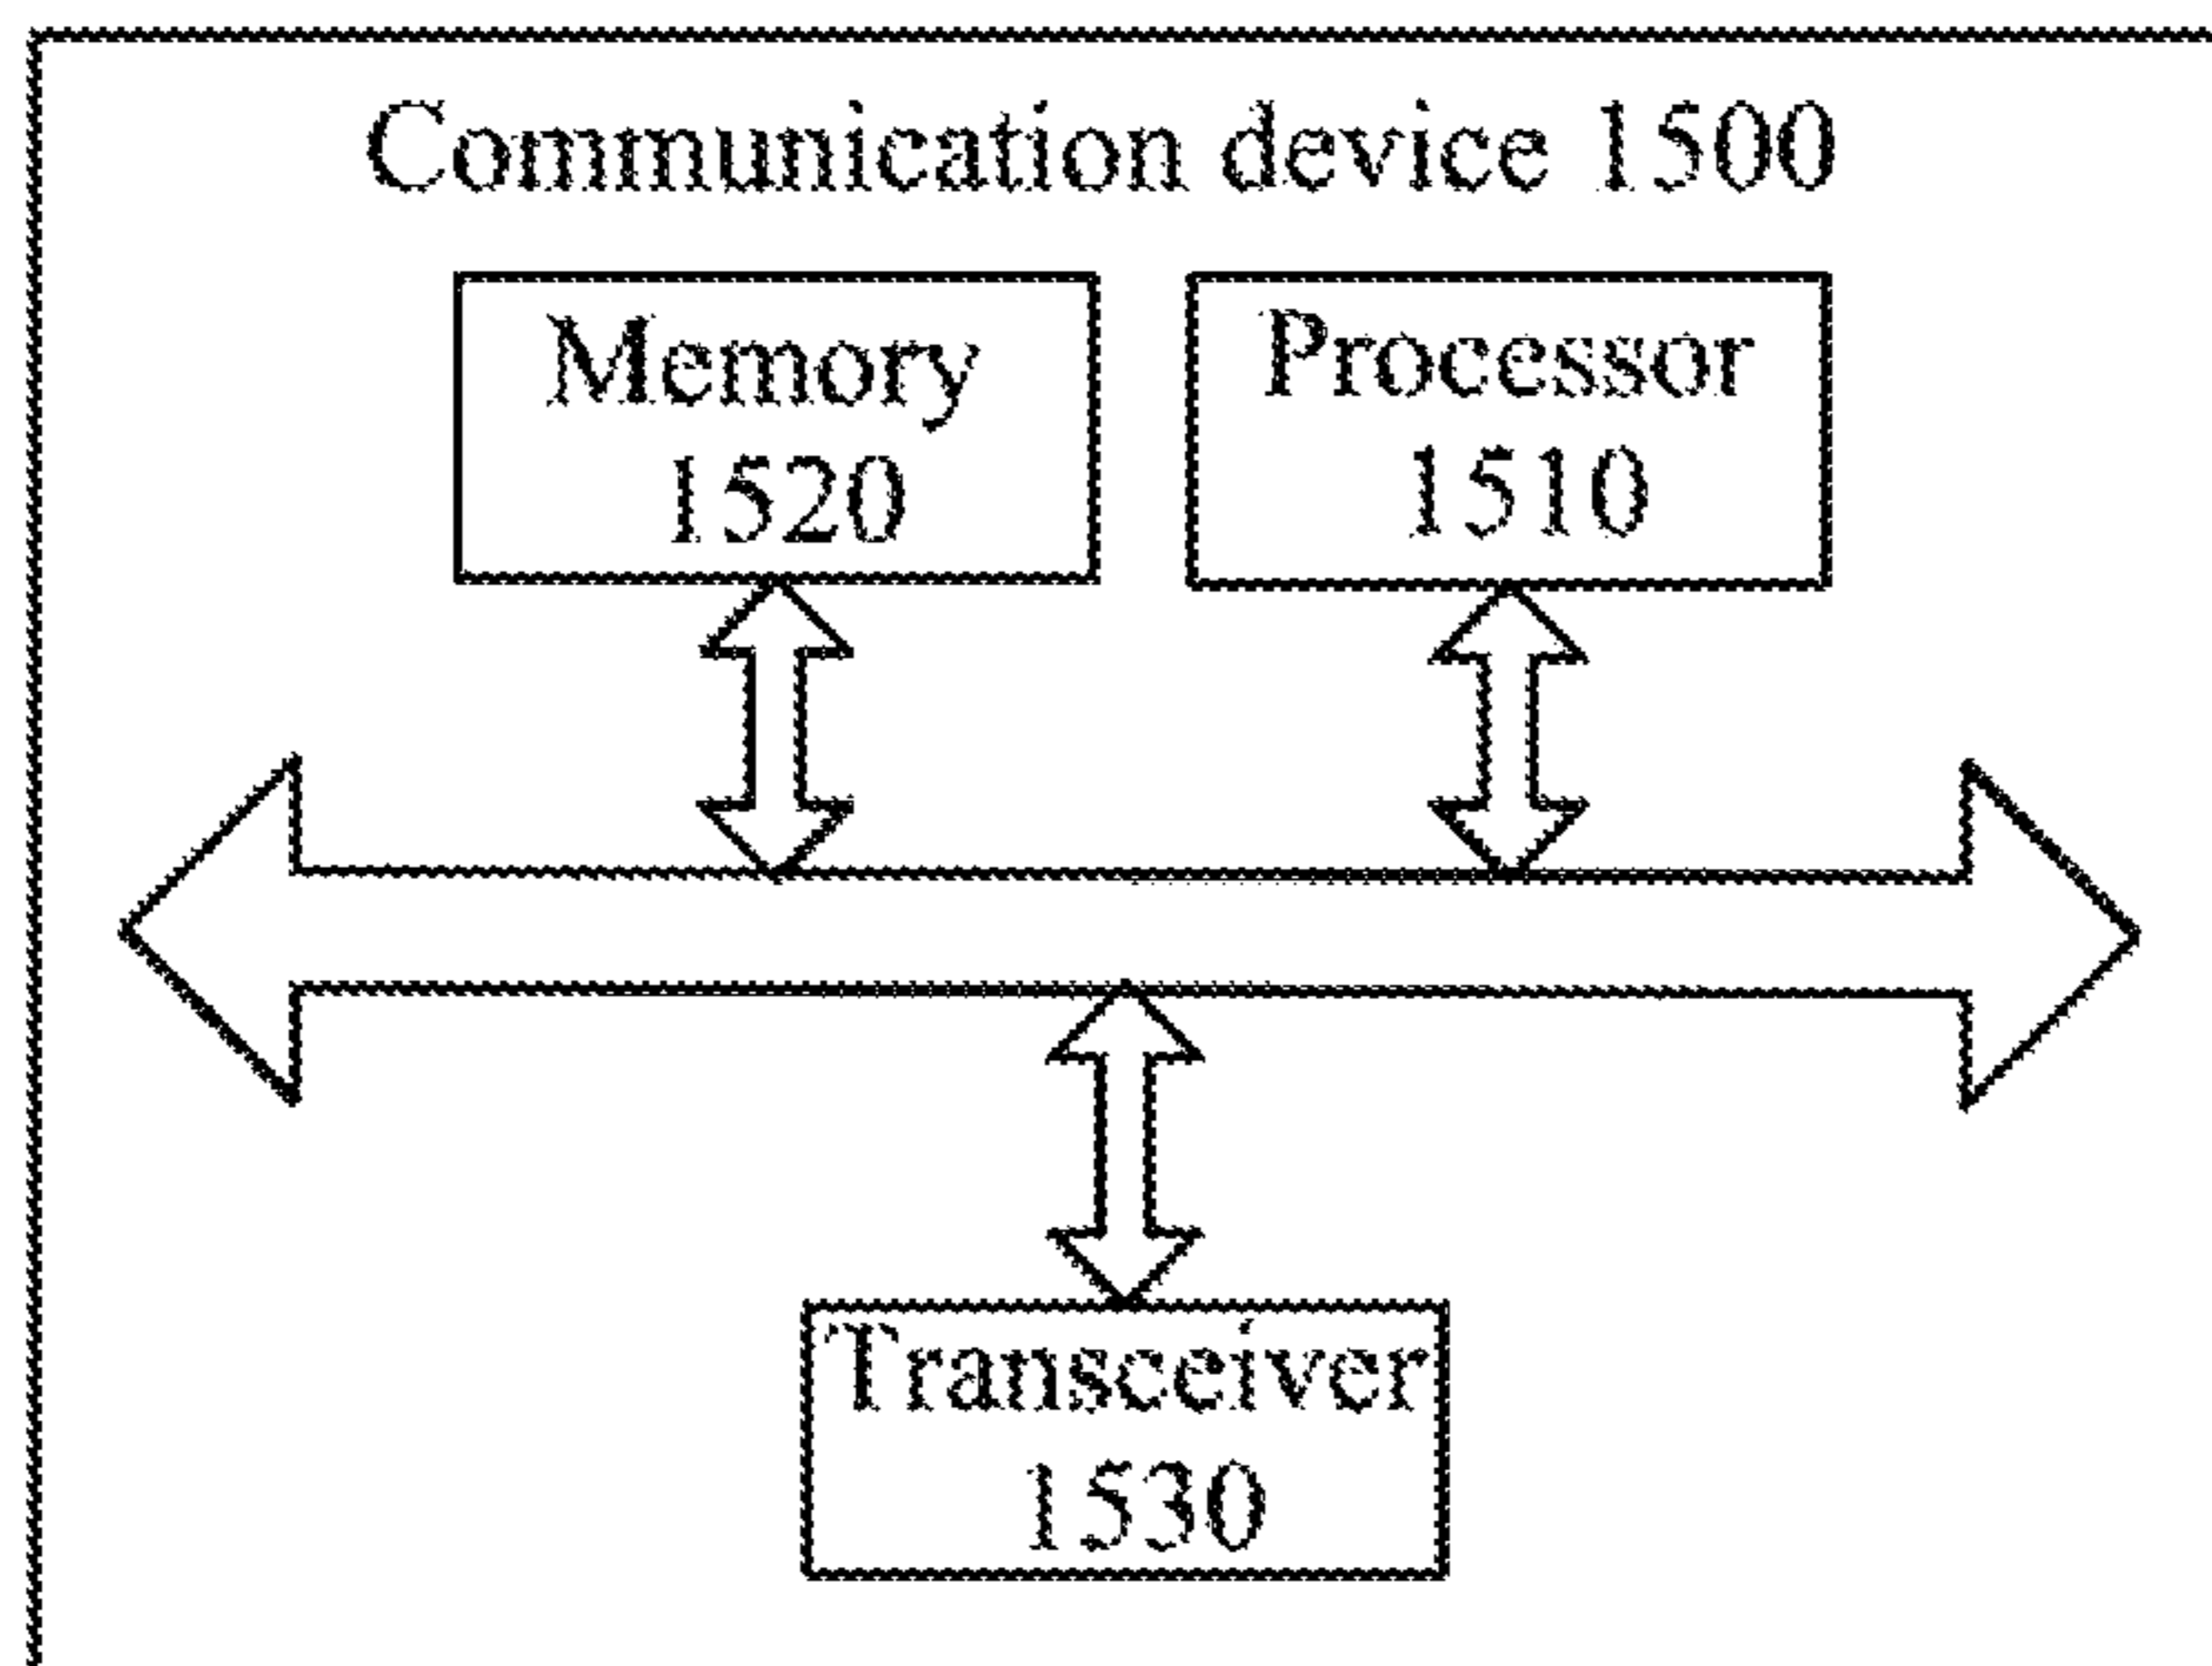 Communication device 1500
Memory
1520
Processor
1510
Transceiver
1530